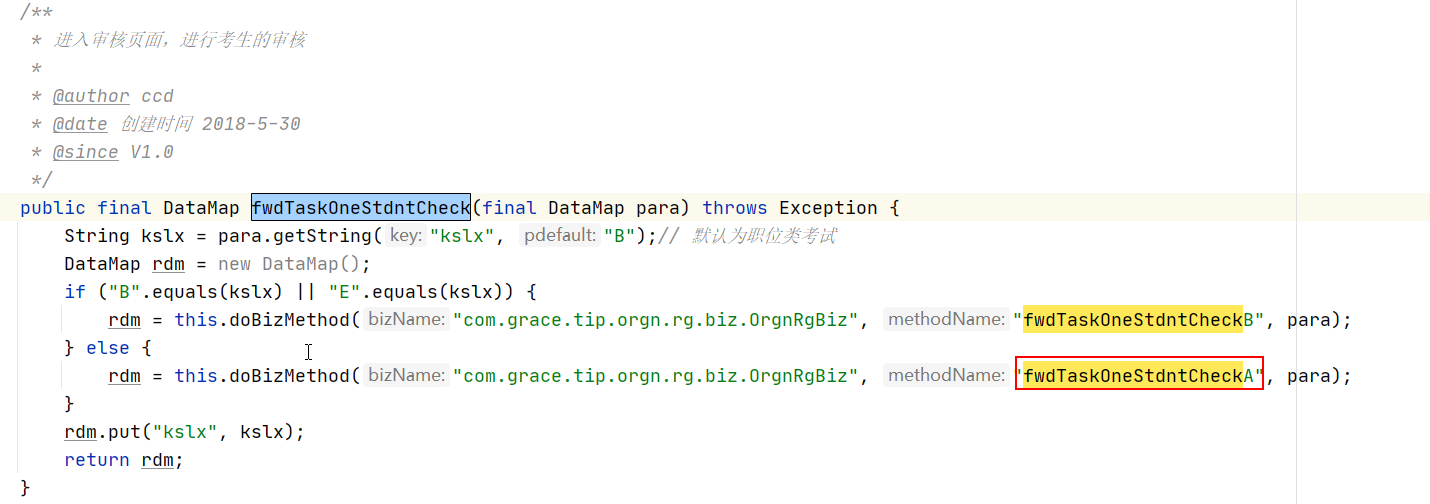 /**
 * 进入审核页面，进行考生的审核
 *
 * @author ccd
 * @date 创建时间 2018-5-30
 * @since V1.0
 */
public final DataMap fwdTaskOneStdntCheck(final DataMap para) throws Exception {
    String kslx = para.getString( key: "kslx", pdefault: "B");// 默认为职位类考试
    DataMap rdm = new DataMap();
    if ("B".equals(kslx) || "E".equals(kslx)) {
        rdm = this.doBizMethod( bizName: "com.grace.tip.orgn.rg.biz.OrgnRgBiz", methodName: "fwdTaskOneStdntCheckB", para);
    } else {
        rdm = this.doBizMethod( bizName: "com.grace.tip.orgn.rg.biz.OrgnRgBiz", methodName: "fwdTaskOneStdntCheckA", para);
    }
    rdm.put("kslx", kslx);
    return rdm;
}